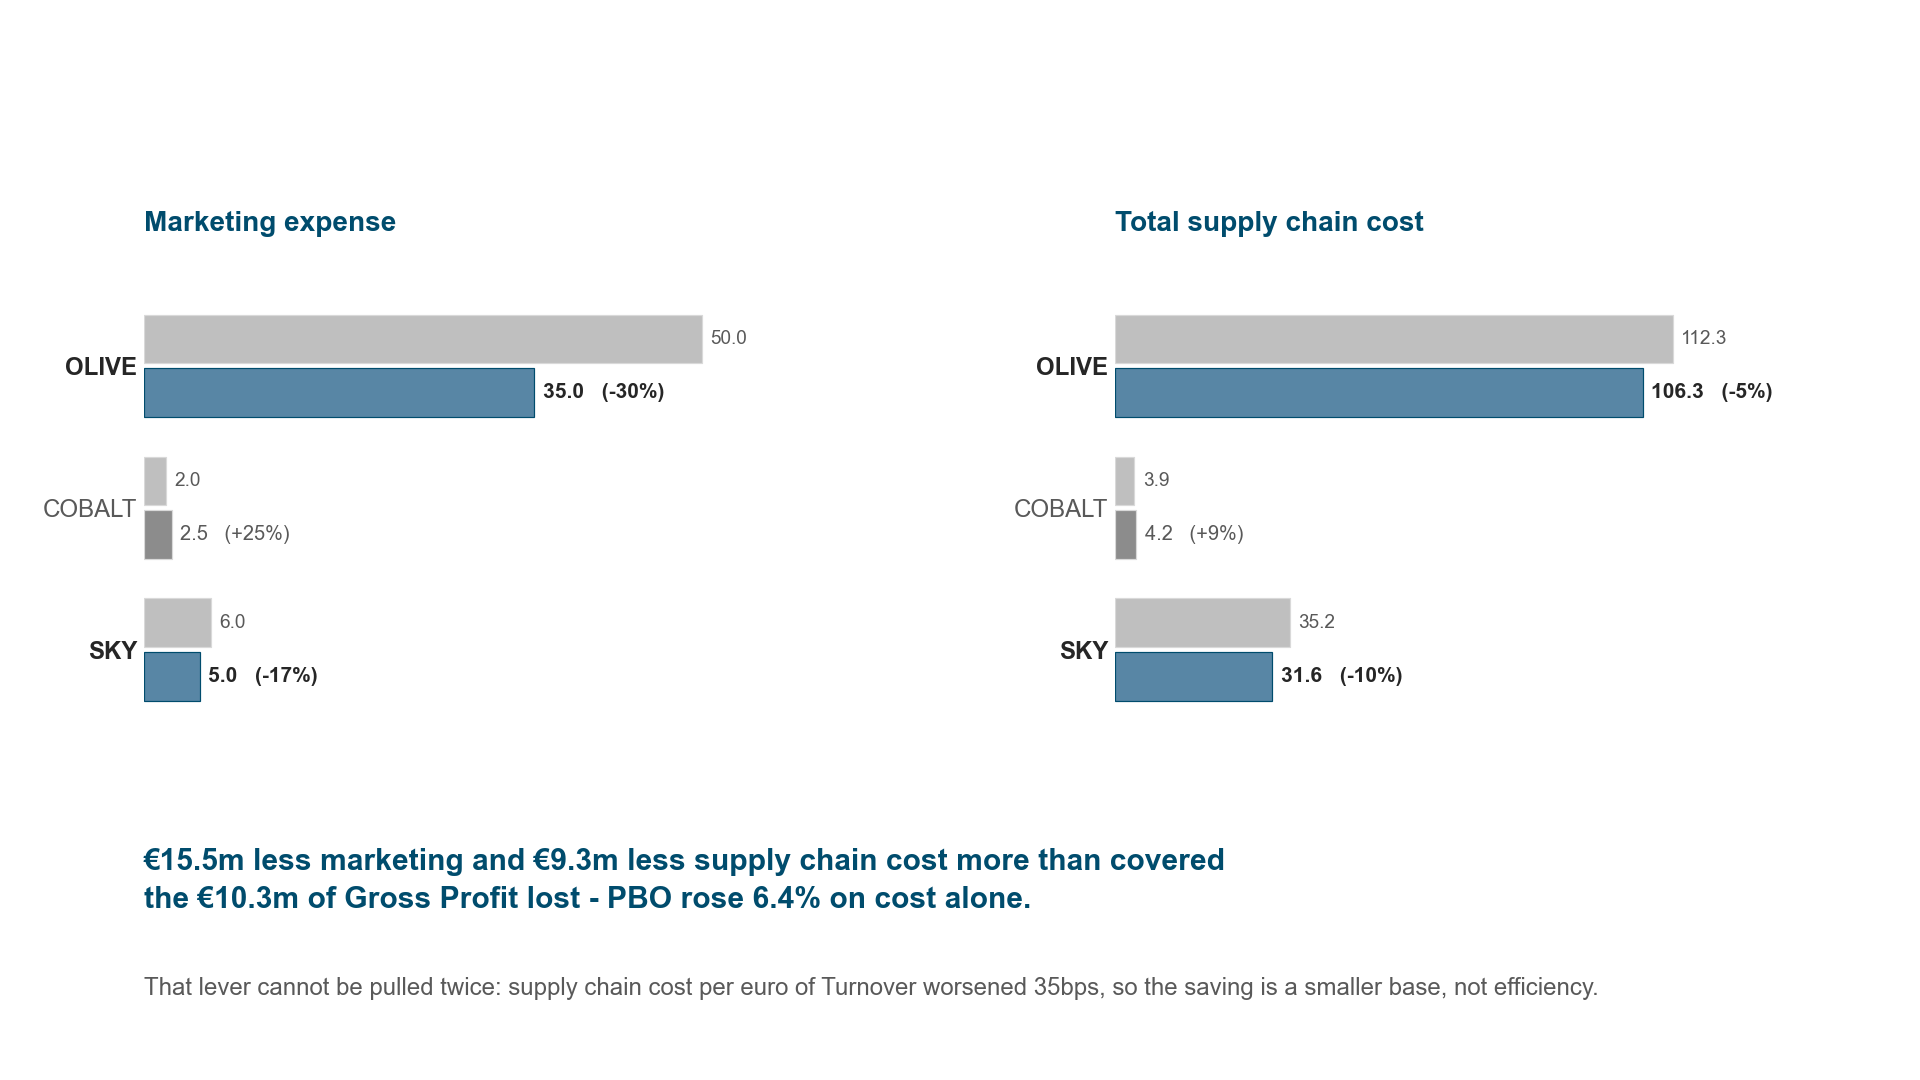 Marketing expense
Total supply chain cost
OLIVE
50.0
35.0 (-30%)
COBALT
2.0
2.5 (+25%)
SKY
6.0
5.0 (-17%)
OLIVE
112.3
106.3 (-5%)
COBALT
3.9
4.2 (+9%)
SKY
35.2
31.6 (-10%)
€15.5m less marketing and €9.3m less supply chain cost more than covered
the €10.3m of Gross Profit lost - PBO rose 6.4% on cost alone.
That lever cannot be pulled twice: supply chain cost per euro of Turnover worsened 35bps, so the saving is a smaller base, not efficiency.